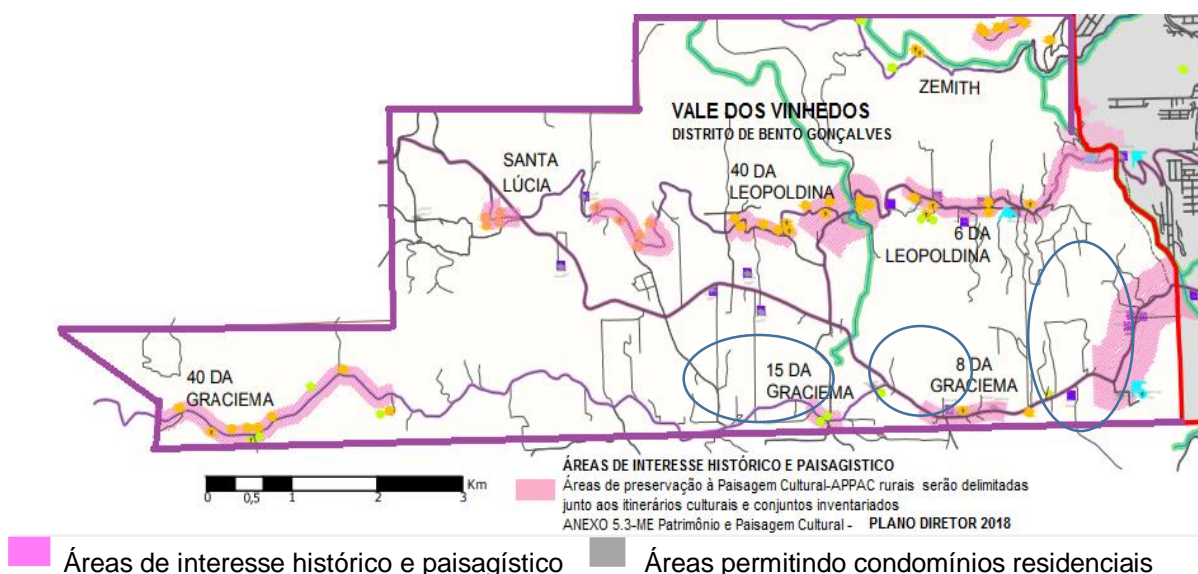 ZEMITH
VALE DOS VINHEDOS
DISTRITO DE BENTO GONÇALVES
SANTA
LÚCIA
40 DA
LEOPOLDINA
6 DA
LEOPOLDINA
15 DA
GRACIEMA
8 DA
GRACIEMA
40 DA
GRACIEMA
0 0,5 1 2 3 Km
ÁREAS DE INTERESSE HISTÓRICO E PAISAGISTICO
Áreas de preservação à Paisagem Cultural-APPAC rurais serão delimitadas
junto aos itinerários culturais e conjuntos inventariados
ANEXO 5.3-ME Patrimônio e Paisagem Cultural - PLANO DIRETOR 2018
Áreas de interesse histórico e paisagístico Áreas permitindo condomínios residenciais